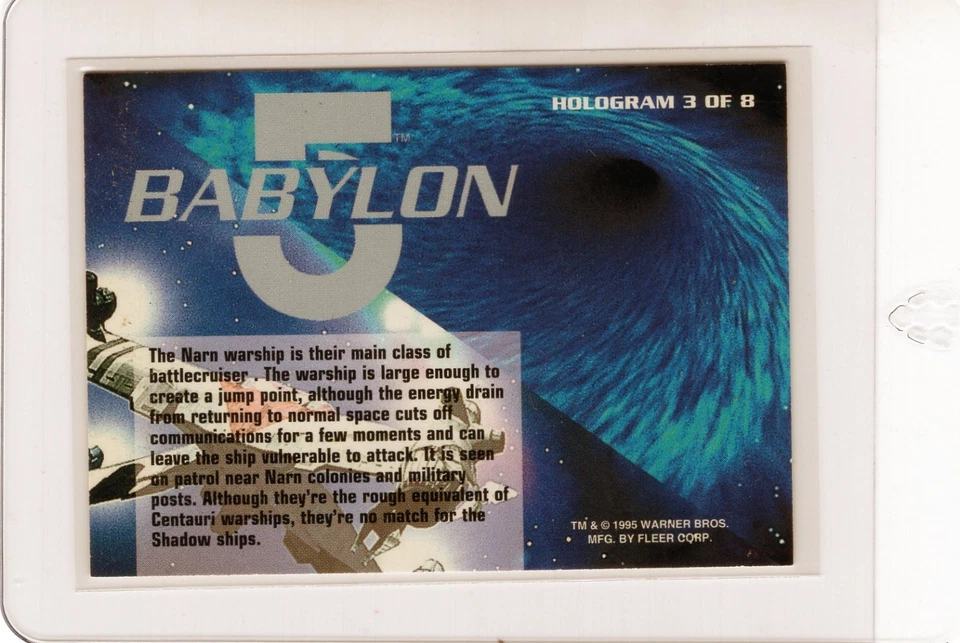 HOLOGRAM 3 OF 8
5 TM
BABYLON
The Narn warship is their main class of
battlecruiser . The warship is large enough to
create a jump point, although the energy drain
from returning to normal space cuts off
communications for a few moments and can
leave the ship vulnerable to attack. It is seen
on patrol near Narn colonies and military
posts. Although they're the rough equivalent of
Centauri warships, they're no match for the
Shadow ships.
TM & © 1995 WARNER BROS.
MFG. BY FLEER CORP.